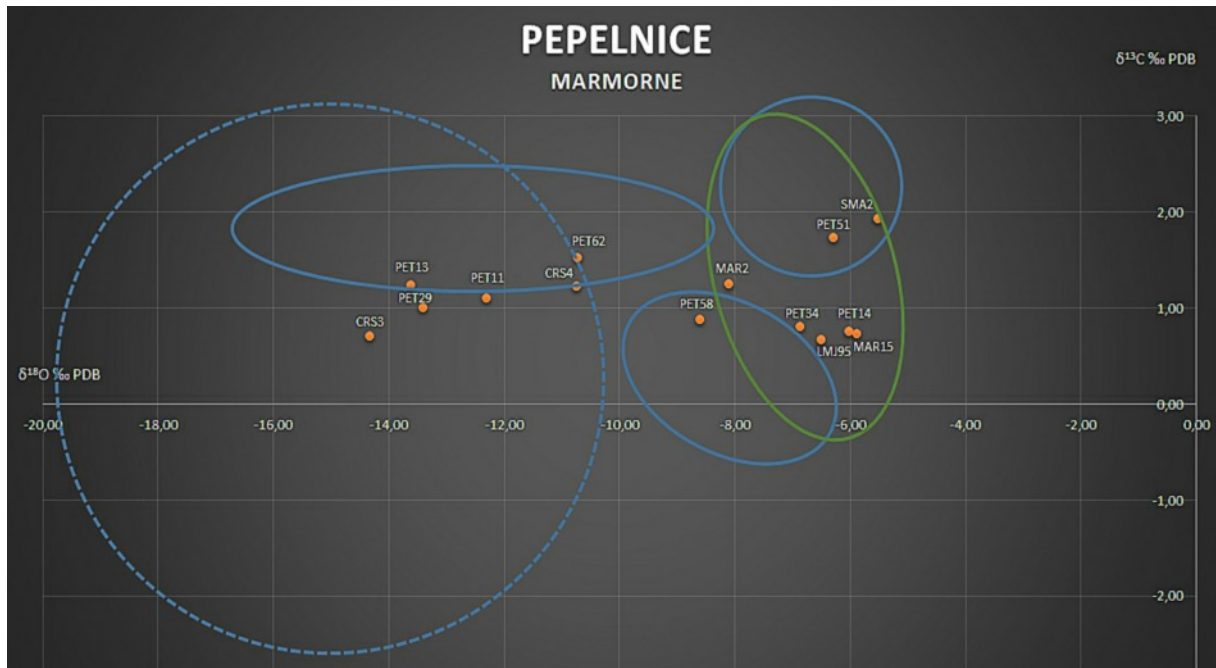 PEPELNICE
MARMORNE
δ¹³C ‰ PDB
3,00
SMA2
2,00
PET51
PET62
PET13
PET11
CRS4
MAR2
PET29
1,00
PET58
PET34
PET14
CRS3
LMJ95
MAR15
δ¹⁸O ‰ PDB
0,00
-20,00 -18,00 -16,00 -14,00 -12,00 -10,00 -8,00 -6,00 -4,00 -2,00 0,00
-1,00
-2,00